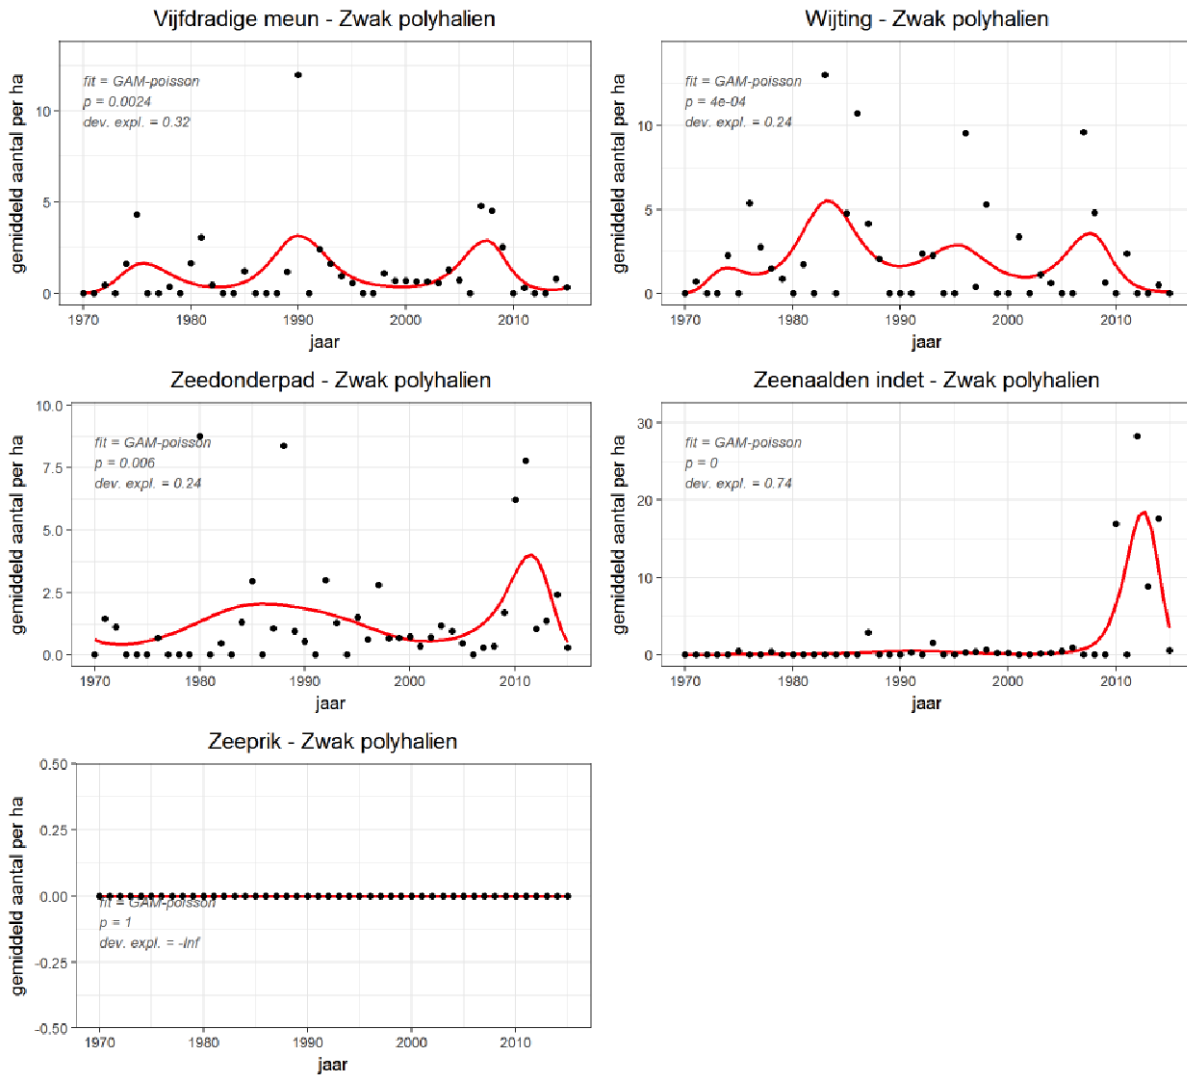 Vijfdradige meun - Zwak polyhalien
gemiddeld aantal per ha
fit = GAM-poisson
p = 0.0024
dev. expl. = 0.32
10
5
0
1970 1980 1990 2000 2010
jaar
Wijting - Zwak polyhalien
gemiddeld aantal per ha
fit = GAM-poisson
p = 4e-04
dev. expl. = 0.24
10
5
0
1970 1980 1990 2000 2010
jaar
Zeedonderpad - Zwak polyhalien
gemiddeld aantal per ha
10.0
fit = GAM-poisson
p = 0.006
dev. expl. = 0.24
7.5
5.0
2.5
0.0
1970 1980 1990 2000 2010
jaar
Zeenaalden indet - Zwak polyhalien
gemiddeld aantal per ha
30
fit = GAM-poisson
p = 0
dev. expl. = 0.74
20
10
0
1970 1980 1990 2000 2010
jaar
Zeeprik - Zwak polyhalien
gemiddeld aantal per ha
0.50
0.25
0.00
fit = GAM-poisson
p = 1
dev. expl. = -Inf
-0.25
-0.50
1970 1980 1990 2000 2010
jaar